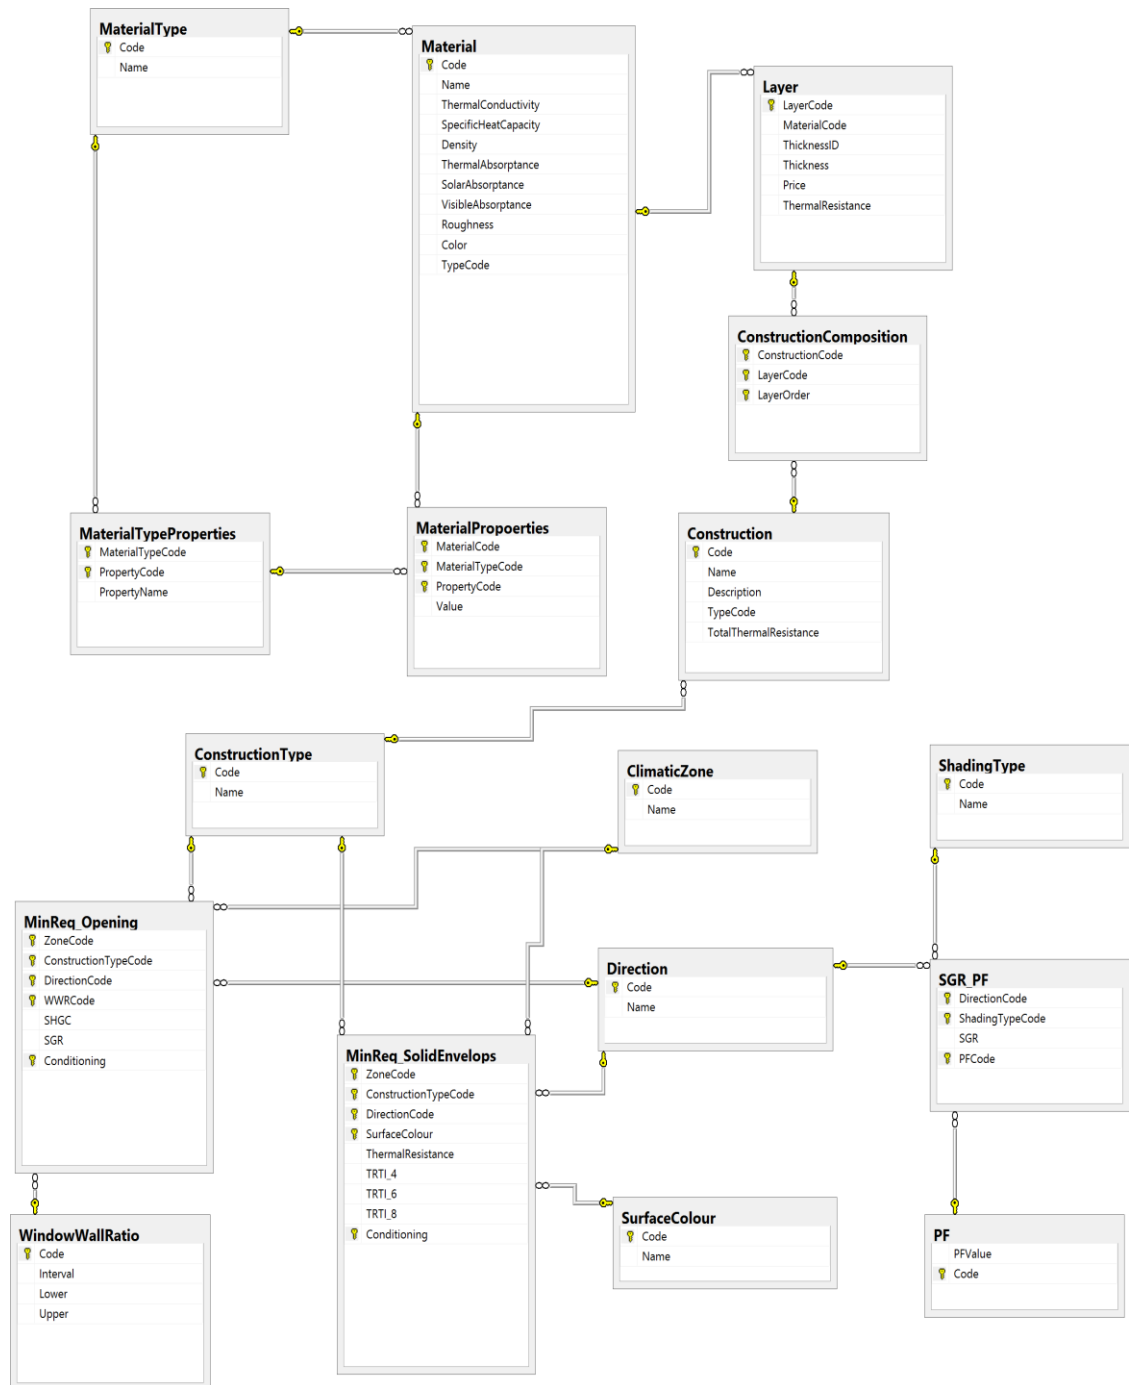 MaterialType
Code
Name
Material
Code
Name
ThermalConductivity
SpecificHeatCapacity
Density
ThermalAbsorptance
SolarAbsorptance
VisibleAbsorptance
Roughness
Color
TypeCode
Layer
LayerCode
MaterialCode
ThicknessID
Thickness
Price
ThermalResistance
ConstructionComposition
ConstructionCode
LayerCode
LayerOrder
MaterialTypeProperties
MaterialTypeCode
PropertyCode
PropertyName
MaterialPropoerties
MaterialCode
MaterialTypeCode
PropertyCode
Value
Construction
Code
Name
Description
TypeCode
TotalThermalResistance
ConstructionType
Code
Name
ClimaticZone
Code
Name
ShadingType
Code
Name
MinReq_Opening
ZoneCode
ConstructionTypeCode
DirectionCode
WWRCode
SHGC
SGR
Conditioning
Direction
Code
Name
SGR_PF
DirectionCode
ShadingTypeCode
SGR
PFCode
MinReq_SolidEnvelops
ZoneCode
ConstructionTypeCode
DirectionCode
SurfaceColour
ThermalResistance
TRTI_4
TRTI_6
TRTI_8
Conditioning
SurfaceColour
Code
Name
WindowWallRatio
Code
Interval
Lower
Upper
PF
PFValue
Code